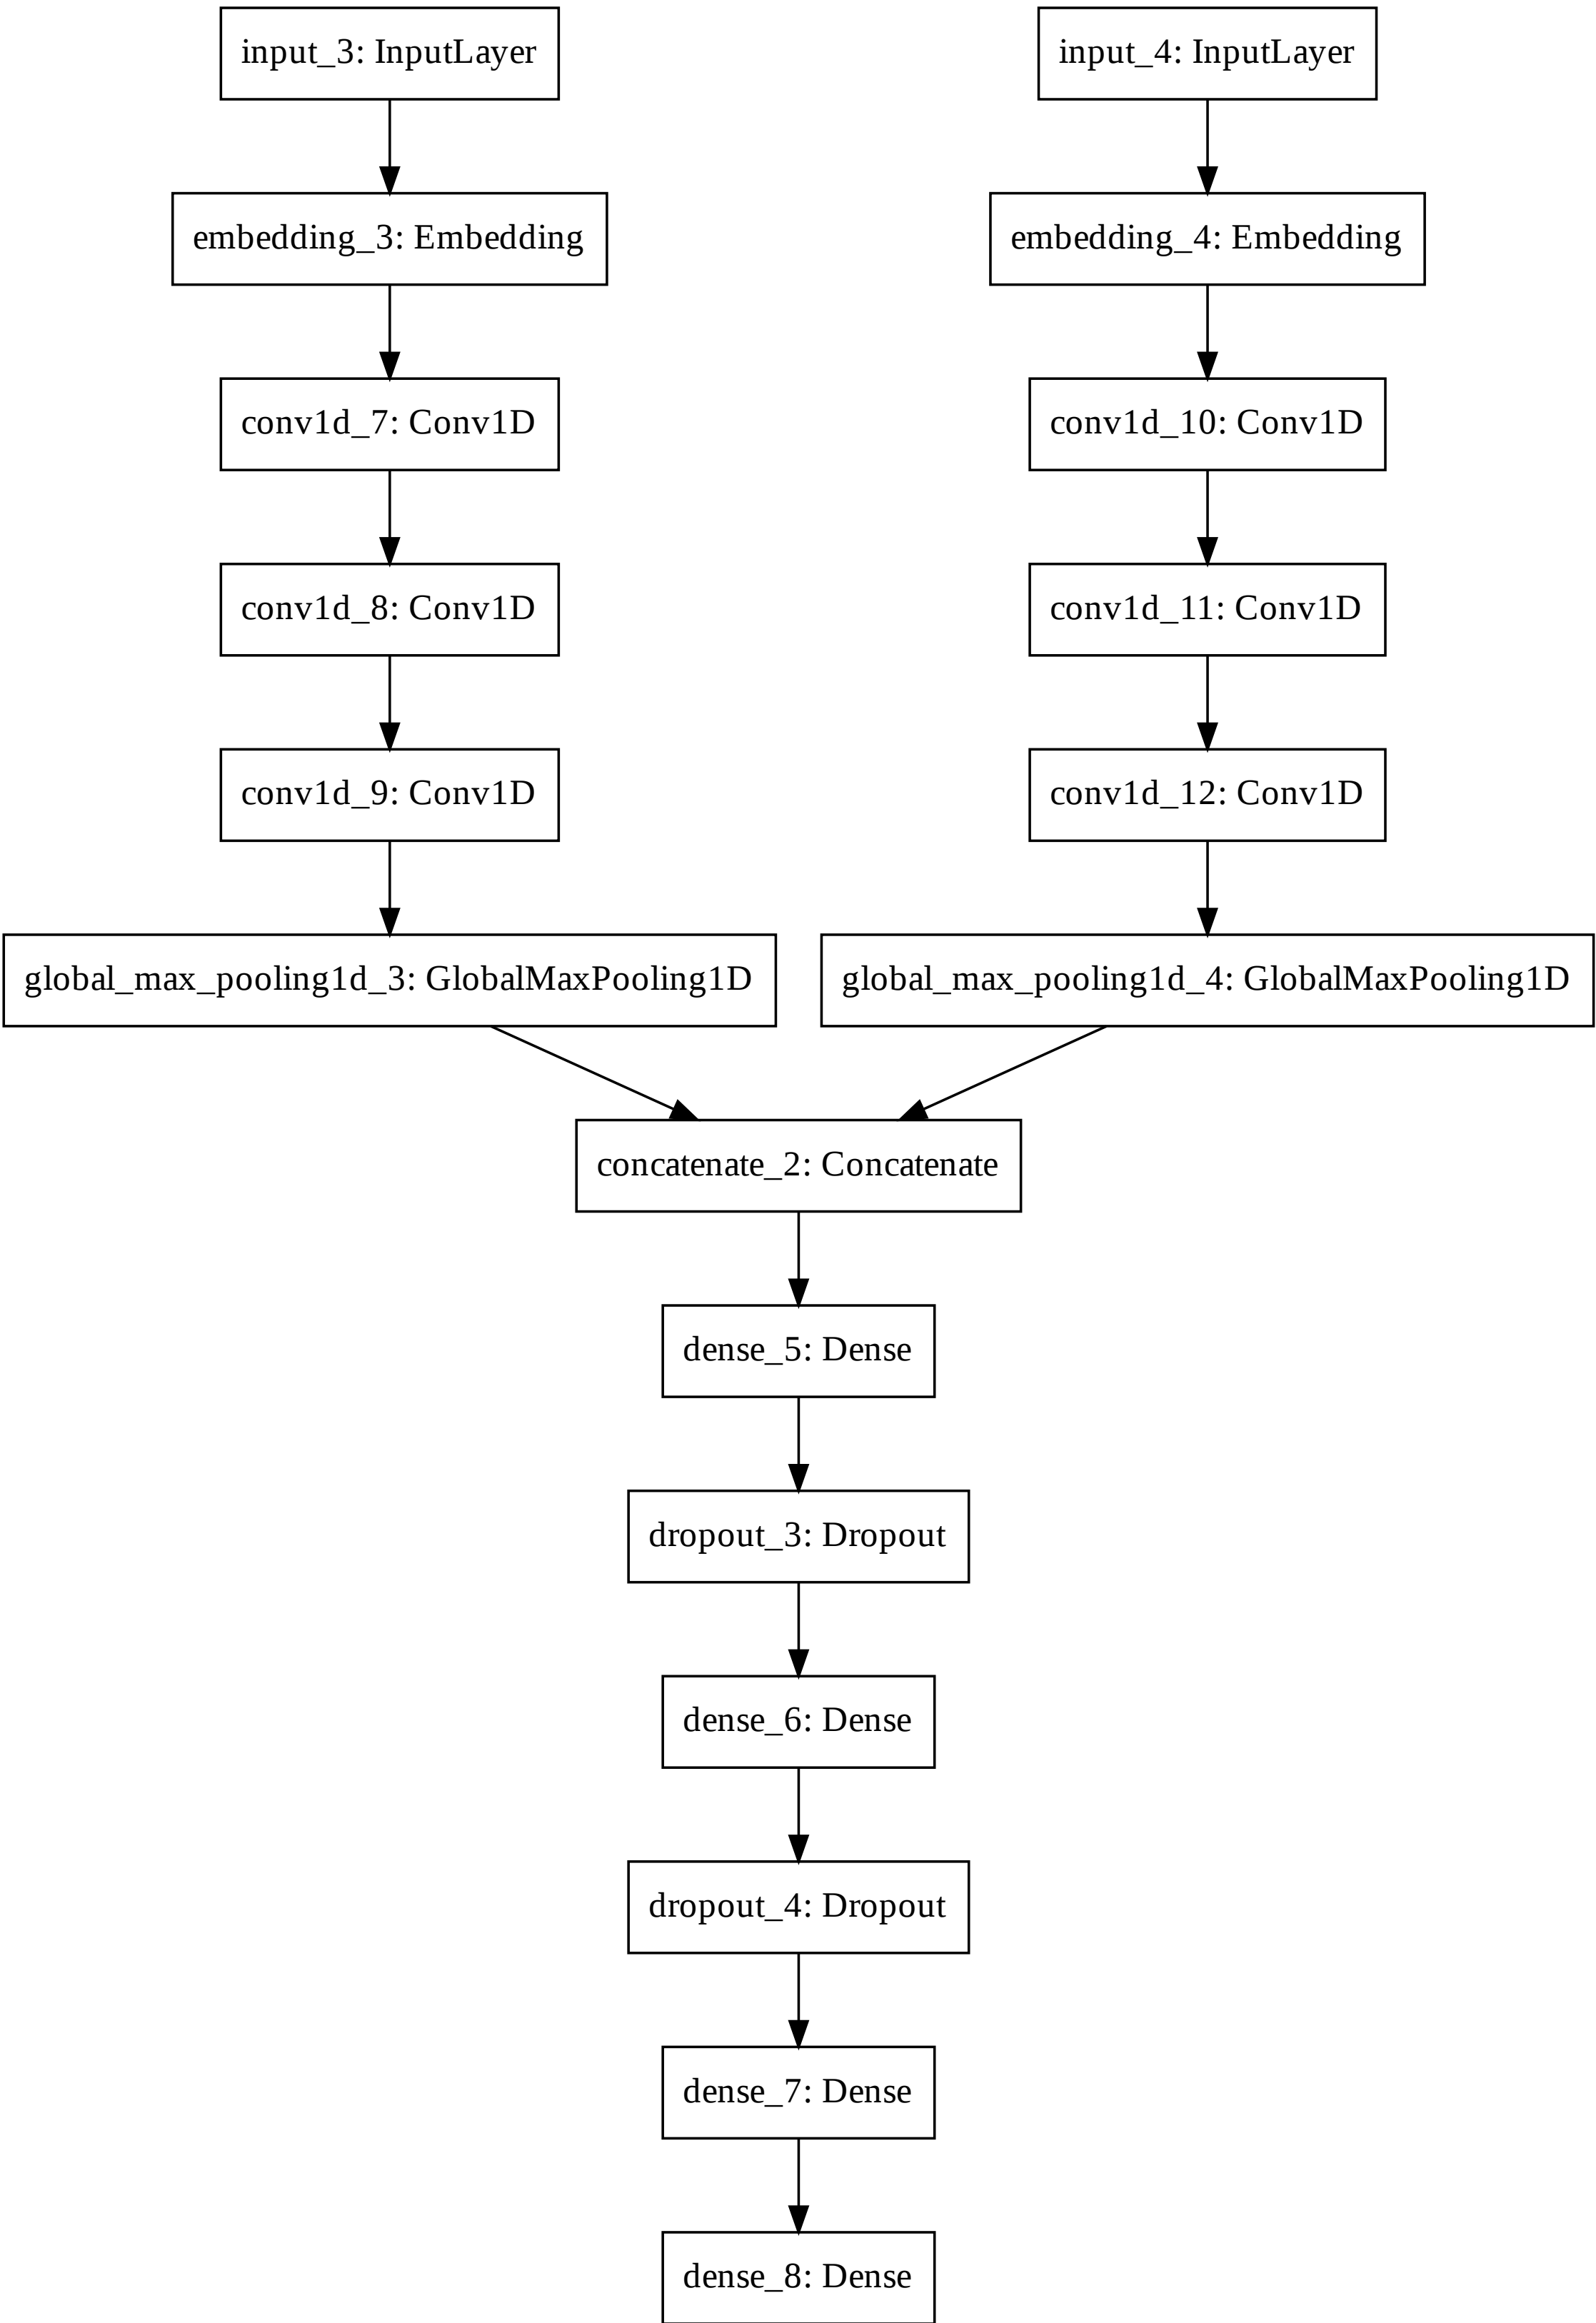 input_3: InputLayer
input_4: InputLayer
embedding_3: Embedding
embedding_4: Embedding
conv1d_7: Conv1D
conv1d_10: Conv1D
conv1d_8: Conv1D
conv1d_11: Conv1D
conv1d_9: Conv1D
conv1d_12: Conv1D
global_max_pooling1d_3: GlobalMaxPooling1D
global_max_pooling1d_4: GlobalMaxPooling1D
concatenate_2: Concatenate
dense_5: Dense
dropout_3: Dropout
dense_6: Dense
dropout_4: Dropout
dense_7: Dense
dense_8: Dense